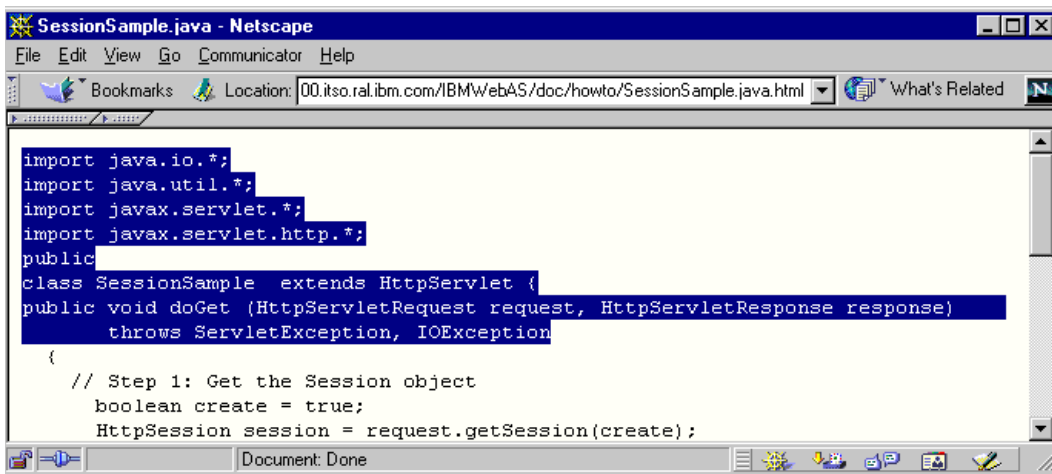 SessionSample.java - Netscape
File Edit View Go Communicator Help
Bookmarks Location: 00.itso.ral.ibm.com/IBMWebAS/doc/howto/SessionSample.java.html What's Related N
import java.io.*;
import java.util.*;
import javax.servlet.*;
import javax.servlet.http.*;
public
class SessionSample  extends HttpServlet {
public void doGet (HttpServletRequest request, HttpServletResponse response)
        throws ServletException, IOException
   {
     // Step 1: Get the Session object
       boolean create = true;
       HttpSession session = request.getSession(create);
Document: Done